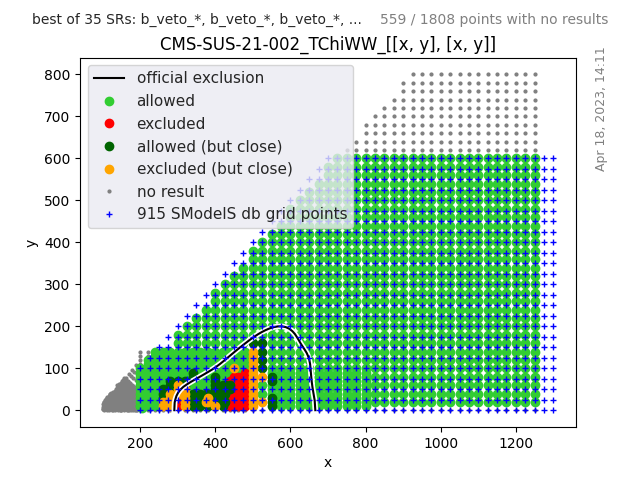 best of 35 SRs: b_veto_*, b_veto_*, b_veto_*, ...
559 / 1808 points with no results
CMS-SUS-21-002_TChiWW_[[x, y], [x, y]]
official exclusion
allowed
excluded
allowed (but close)
excluded (but close)
no result
915 SModelS db grid points
Apr 18, 2023, 14:11
800
700
600
500
400
300
200
100
0
y
200 400 600 800 1000 1200
x